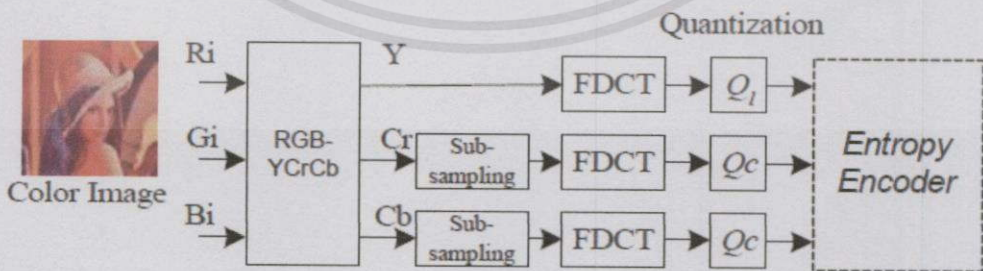 Quantization
Ri
Y
FDCT
Q_l
Gi
RGB-
YCrCb
Cr
Sub-
sampling
FDCT
Qc
Entropy
Encoder
Color Image
Bi
Cb
Sub-
sampling
FDCT
Qc